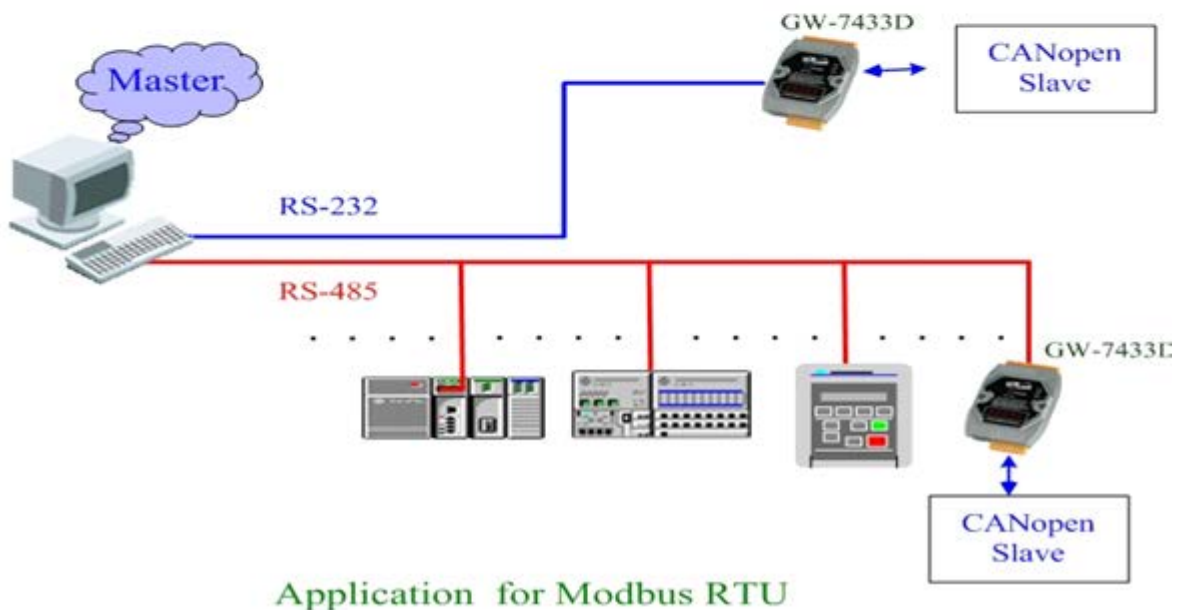 GW-7433D
Master
CANopen
Slave
RS-232
RS-485
GW-7433D
CANopen
Slave
Application for Modbus RTU